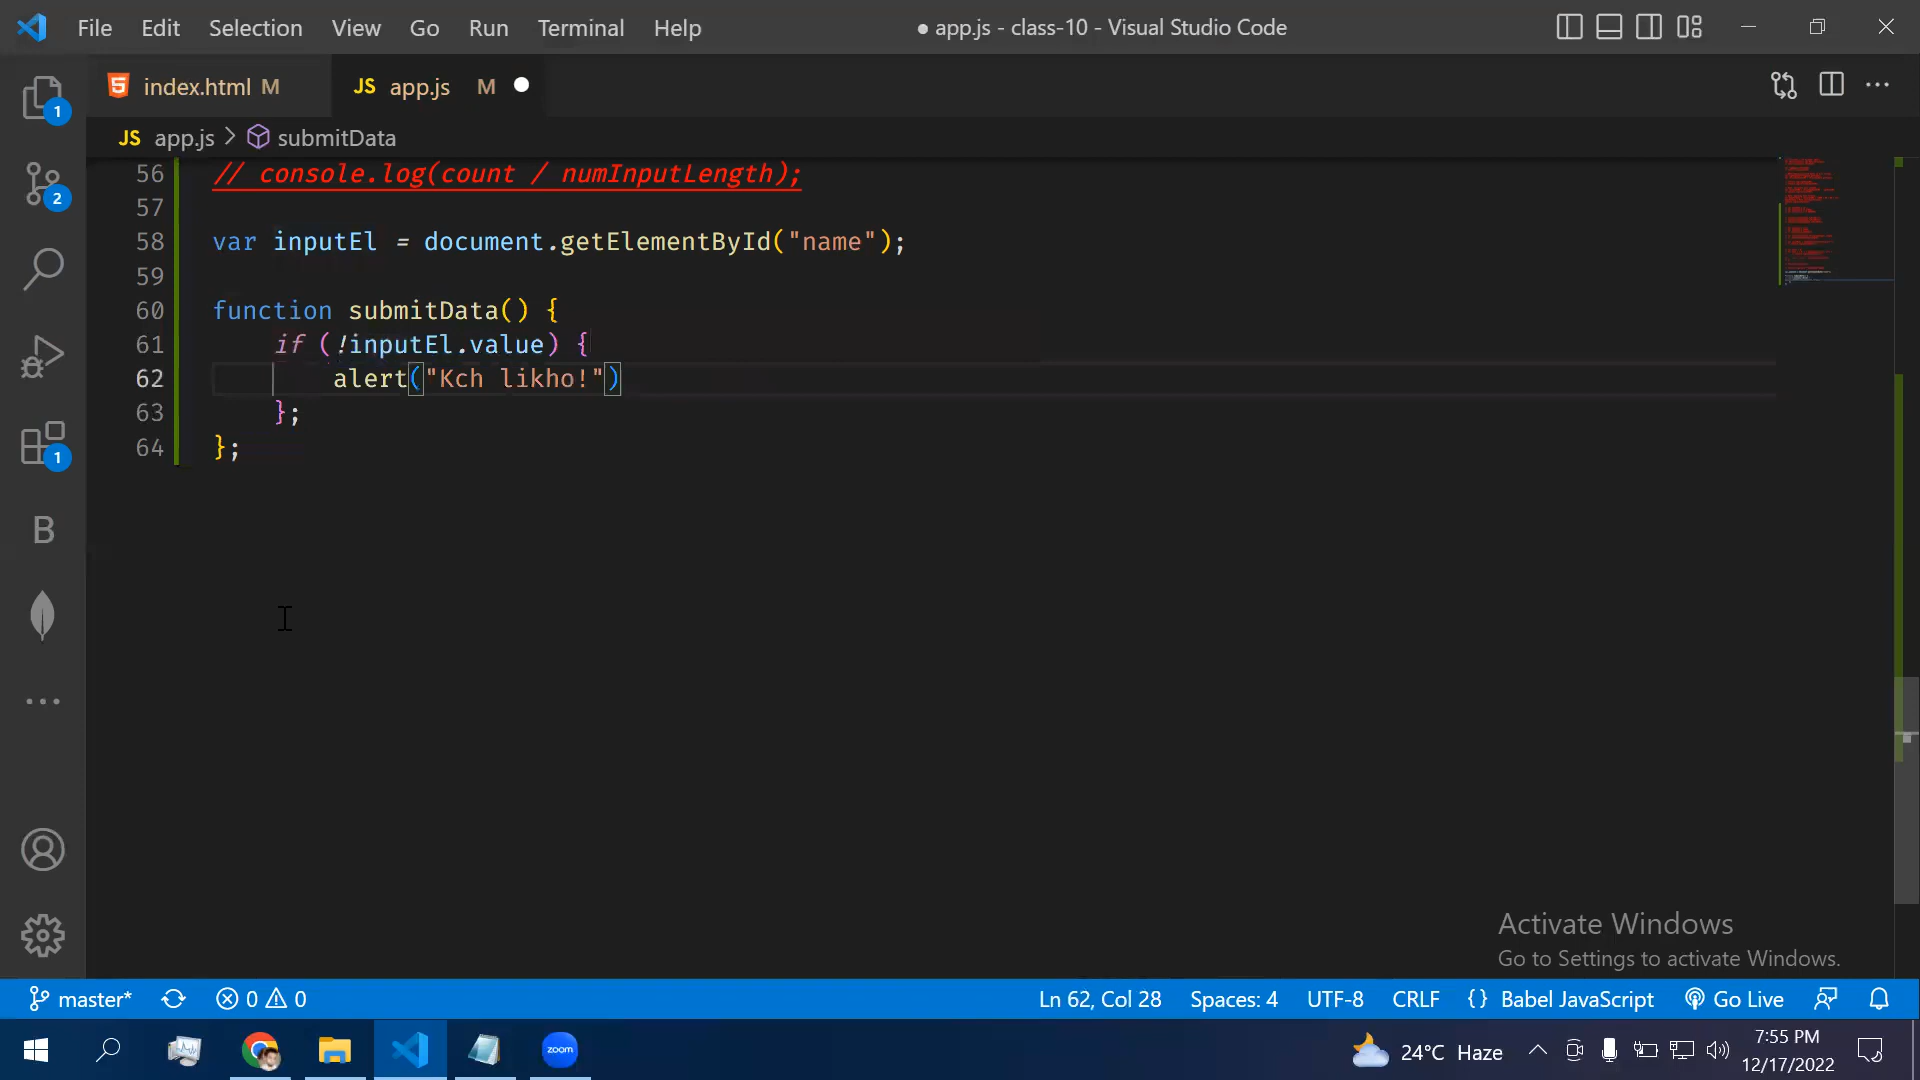 File Edit Selection View Go Run Terminal Help ● app.js - class-10 - Visual Studio Code
index.html M JS app.js M
JS app.js > submitData
56 // console.log(count / numInputLength);
57
58 var inputEl = document.getElementById("name");
59
60 function submitData() {
61 if (!inputEl.value) {
62 alert("Kch likho!")
63 };
64 };
1
2
1
B
Activate Windows
Go to Settings to activate Windows.
master* 0 0 Ln 62, Col 28 Spaces: 4 UTF-8 CRLF {} Babel JavaScript Go Live
zoom 24°C Haze
7:55 PM
12/17/2022